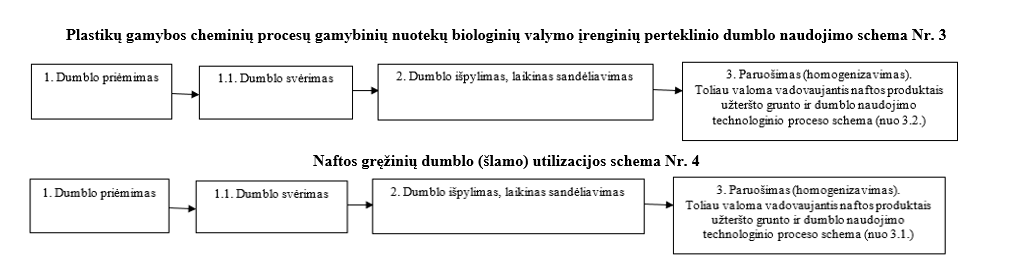 Plastikų gamybos cheminių procesų gamybinių nuotekų biologinių valymo įrenginių perteklinio dumblo naudojimo schema Nr. 3
1. Dumblo priėmimas
1.1. Dumblo svėrimas
2. Dumblo išpylimas, laikinas sandėliavimas
3. Paruošimas (homogenizavimas).
Toliau valoma vadovaujantis naftos produktais
užteršto grunto ir dumblo naudojimo
technologinio proceso schema (nuo 3.2.)
Naftos gręžinių dumblo (šlamo) utilizacijos schema Nr. 4
1. Dumblo priėmimas
1.1. Dumblo svėrimas
2. Dumblo išpylimas, laikinas sandėliavimas
3. Paruošimas (homogenizavimas).
Toliau valoma vadovaujantis naftos produktais
užteršto grunto ir dumblo naudojimo
technologinio proceso schema (nuo 3.1.)